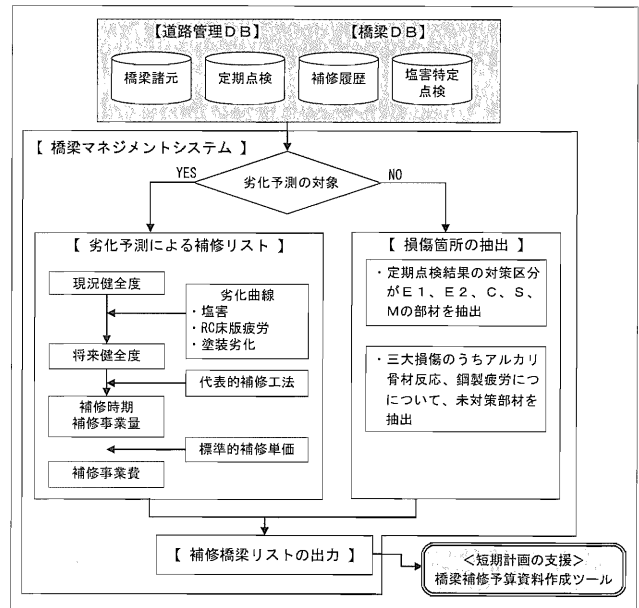 【道路管理DB】 【橋梁DB】
橋梁諸元
定期点検
補修履歴
塩害特定
点検
【 橋梁マネジメントシステム 】
劣化予測の対象
YES
NO
【 劣化予測による補修リスト 】
現況健全度
劣化曲線
・塩害
・RC床版疲労
・塗装劣化
将来健全度
代表的補修工法
補修時期
補修事業量
標準的補修単価
補修事業費
【 損傷箇所の抽出 】
・定期点検結果の対策区分
がE1、E2、C、S、
Mの部材を抽出
・三大損傷のうちアルカリ
骨材反応、鋼製疲労につ
について、未対策部材を
抽出
【 補修橋梁リストの出力 】
＜短期計画の支援＞
橋梁補修予算資料作成ツール